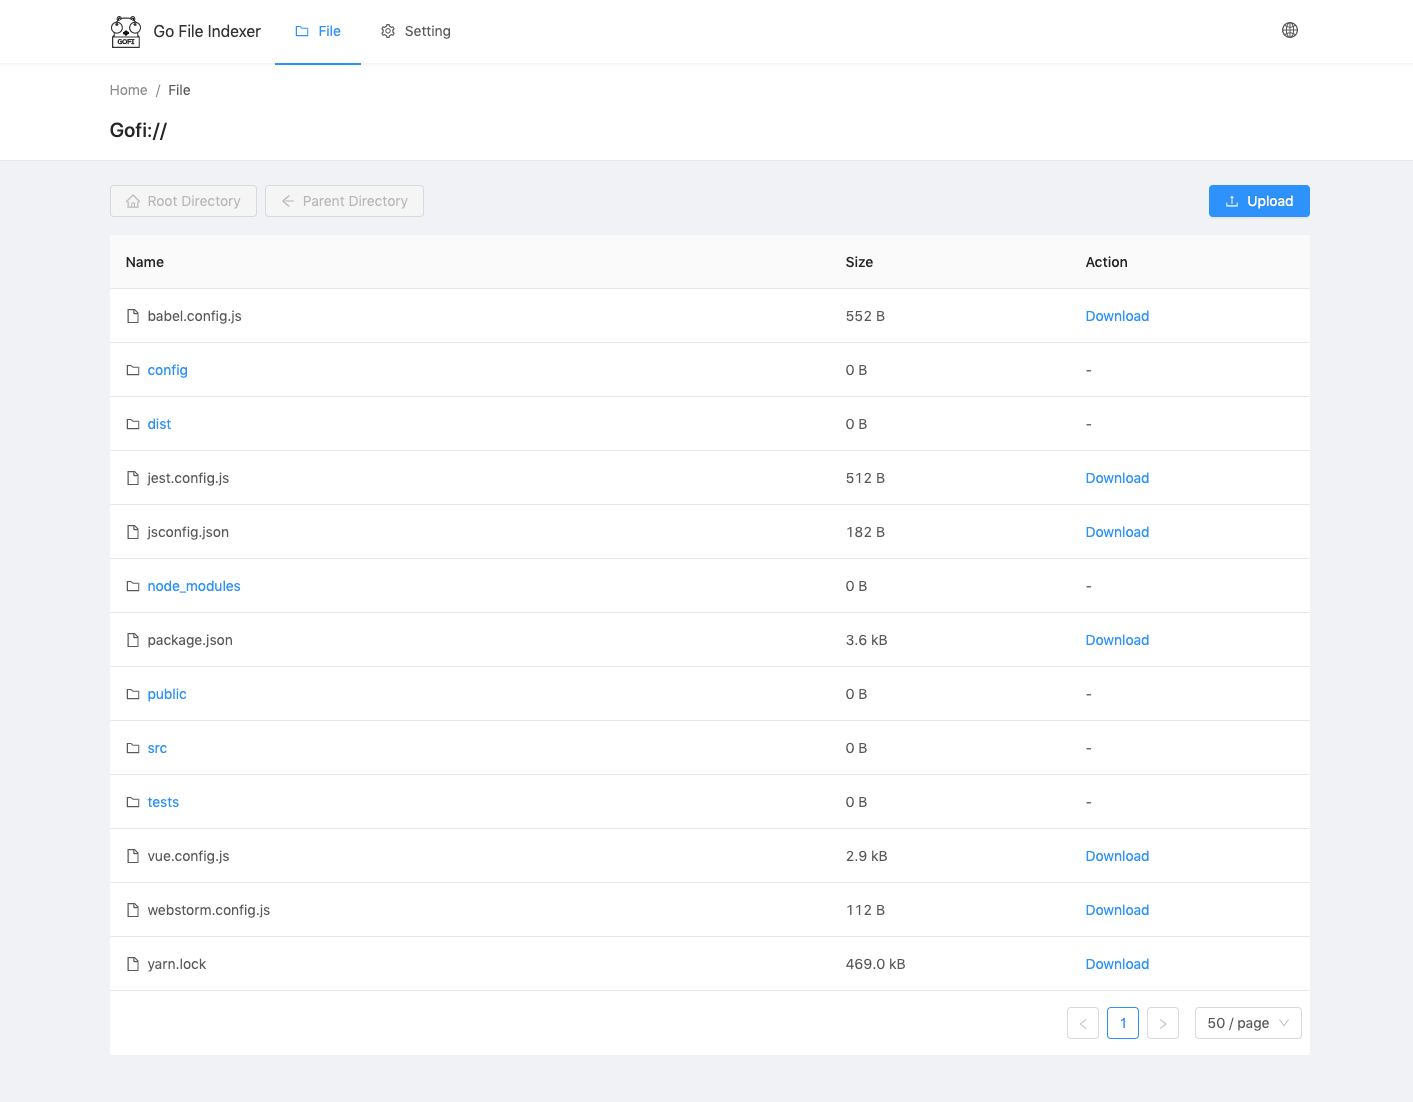 GOFI Go File Indexer File Setting
Home / File
Gofi://
Root Directory Parent Directory Upload
Name Size Action
babel.config.js 552 B Download
config 0 B -
dist 0 B -
jest.config.js 512 B Download
jsconfig.json 182 B Download
node_modules 0 B -
package.json 3.6 kB Download
public 0 B -
src 0 B -
tests 0 B -
vue.config.js 2.9 kB Download
webstorm.config.js 112 B Download
yarn.lock 469.0 kB Download
< 1 > 50 / page